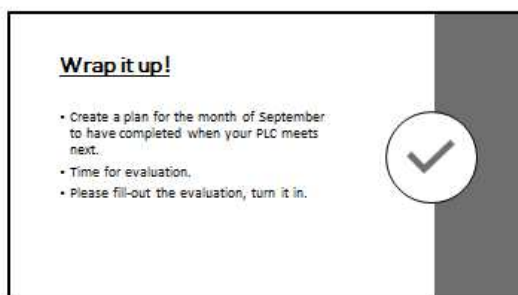 Wrap it up!
• Create a plan for the month of September
to have completed when your PLC meets
next.
• Time for evaluation.
• Please fill-out the evaluation, turn it in.